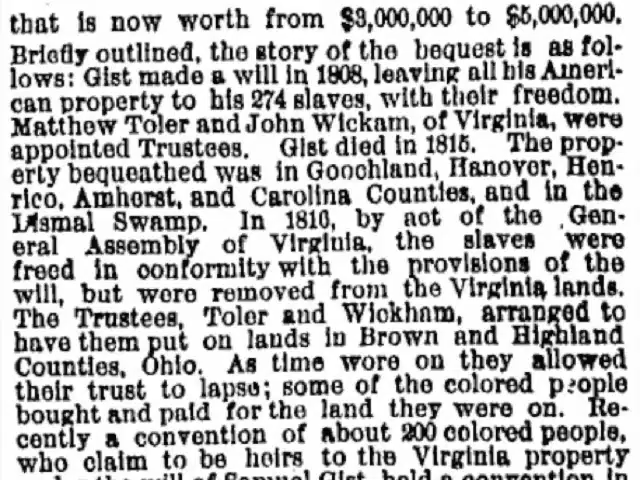 that is now worth from $3,000,000 to $5,000,000.
Briefly outlined, the story of the bequest is as fol-
lows: Gist made a will in 1808, leaving all his Ameri-
can property to his 274 slaves, with their freedom.
Matthew Toler and John Wickam, of Virginia, were
appointed Trustees. Gist died in 1815. The prop-
erty bequeathed was in Goochland, Hanover, Hen-
rico, Amherst, and Carolina Counties, and in the
Dismal Swamp. In 1816, by act of the Gen-
eral Assembly of Virginia, the slaves were
freed in conformity with the provisions of the
will, but were removed from the Virginia lands.
The Trustees, Toler and Wickham, arranged to
have them put on lands in Brown and Highland
Counties, Ohio. As time wore on they allowed
their trust to lapse; some of the colored people
bought and paid for the land they were on. Re-
cently a convention of about 200 colored people,
who claim to be heirs to the Virginia property
will of Samuel Gist, held a convention in